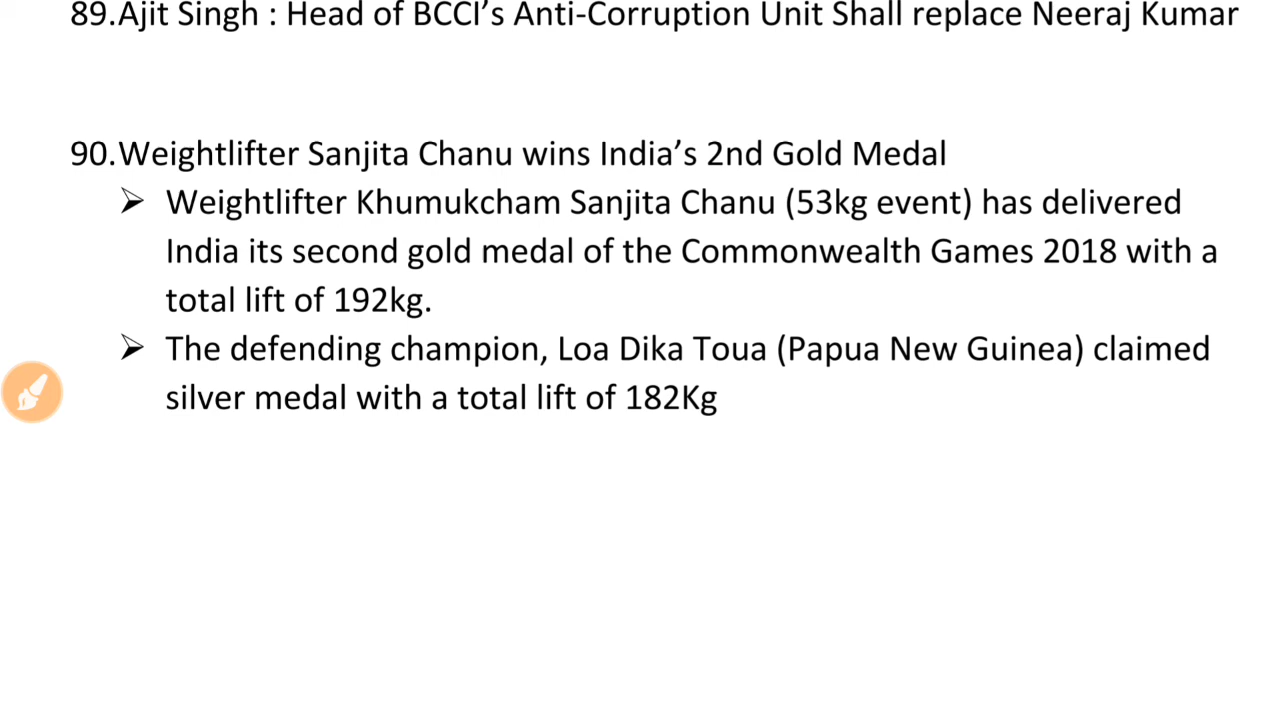 89.Ajit Singh : Head of BCCI’s Anti-Corruption Unit Shall replace Neeraj Kumar
90.Weightlifter Sanjita Chanu wins India’s 2nd Gold Medal
➢ Weightlifter Khumukcham Sanjita Chanu (53kg event) has delivered
India its second gold medal of the Commonwealth Games 2018 with a
total lift of 192kg.
➢ The defending champion, Loa Dika Toua (Papua New Guinea) claimed
silver medal with a total lift of 182Kg